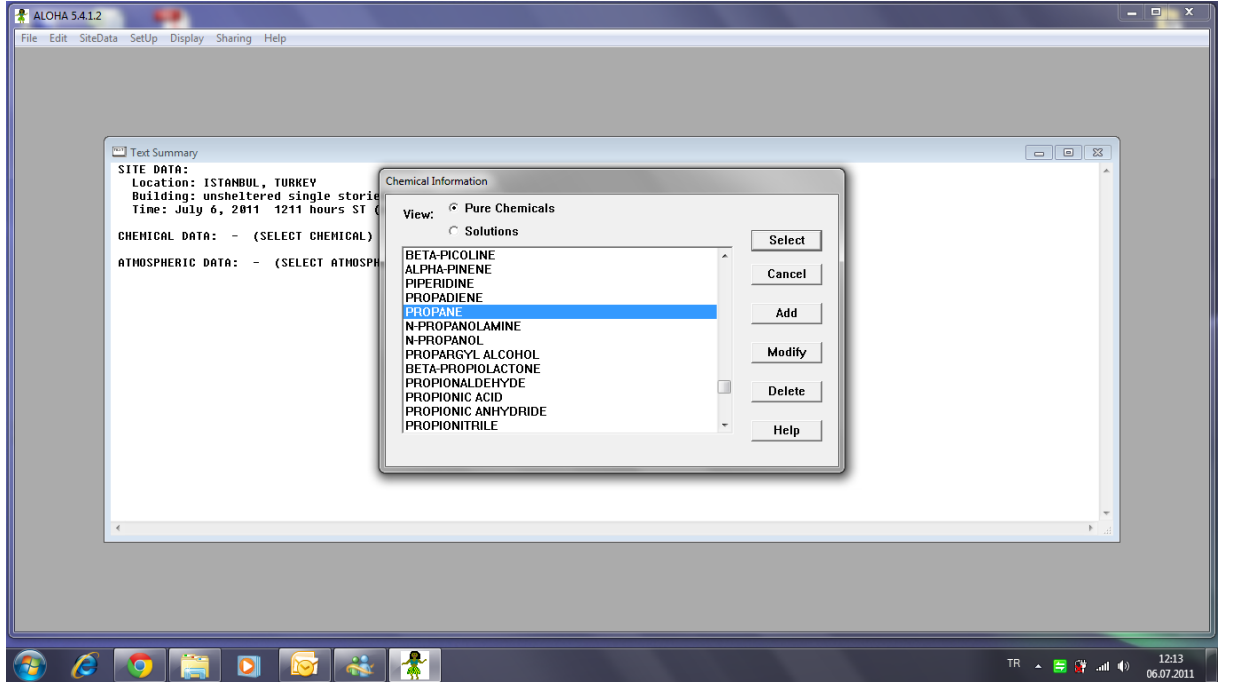 ALOHA 5.4.1.2
File Edit SiteData SetUp Display Sharing Help
Text Summary
SITE DATA:
Location: ISTANBUL, TURKEY
Building: unsheltered single storie
Time: July 6, 2011 1211 hours ST (
CHEMICAL DATA: - (SELECT CHEMICAL)
ATMOSPHERIC DATA: - (SELECT ATMOSPH
Chemical Information
View:
Pure Chemicals
Solutions
BETA-PICOLINE
ALPHA-PINENE
PIPERIDINE
PROPADIENE
PROPANE
N-PROPANOLAMINE
N-PROPANOL
PROPARGYL ALCOHOL
BETA-PROPIOLACTONE
PROPIONALDEHYDE
PROPIONIC ACID
PROPIONIC ANHYDRIDE
PROPIONITRILE
Select
Cancel
Add
Modify
Delete
Help
TR
12:13
06.07.2011